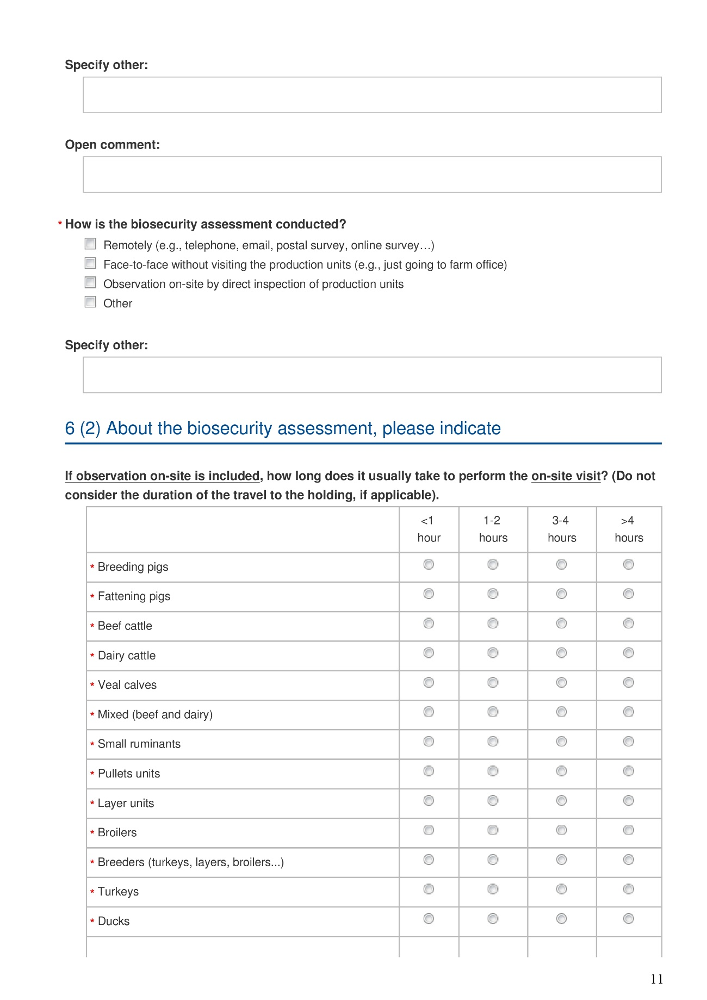 Specify other:
Open comment:
* How is the biosecurity assessment conducted?
Remotely (e.g., telephone, email, postal survey, online survey…)
Face-to-face without visiting the production units (e.g., just going to farm office)
Observation on-site by direct inspection of production units
Other
Specify other:
6 (2) About the biosecurity assessment, please indicate
If observation on-site is included, how long does it usually take to perform the on-site visit? (Do not
consider the duration of the travel to the holding, if applicable).
<1 1-2 3-4 >4
hour hours hours hours
* Breeding pigs
* Fattening pigs
* Beef cattle
* Dairy cattle
* Veal calves
* Mixed (beef and dairy)
* Small ruminants
* Pullets units
* Layer units
* Broilers
* Breeders (turkeys, layers, broilers...)
* Turkeys
* Ducks
11